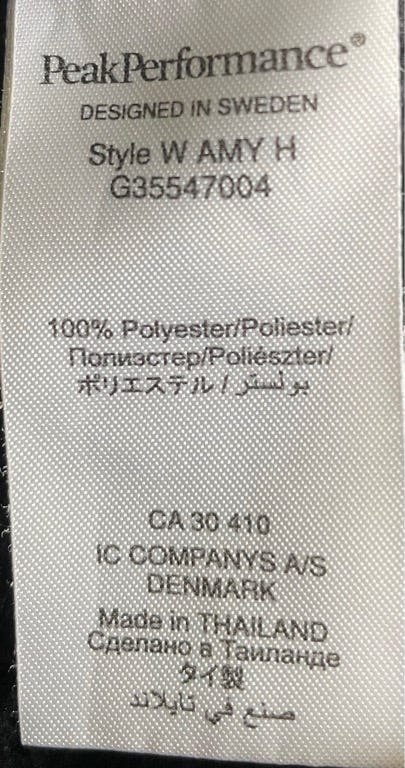 PeakPerformance®
DESIGNED IN SWEDEN
Style W AMY H
G35547004
100% Polyester/Poliester/
Полиэстер/Poliészter/
ポリエステル / بولستر
CA 30 410
IC COMPANYS A/S
DENMARK
Made in THAILAND
Сделано в Таиланде
タイ製
صنع في تايلاند